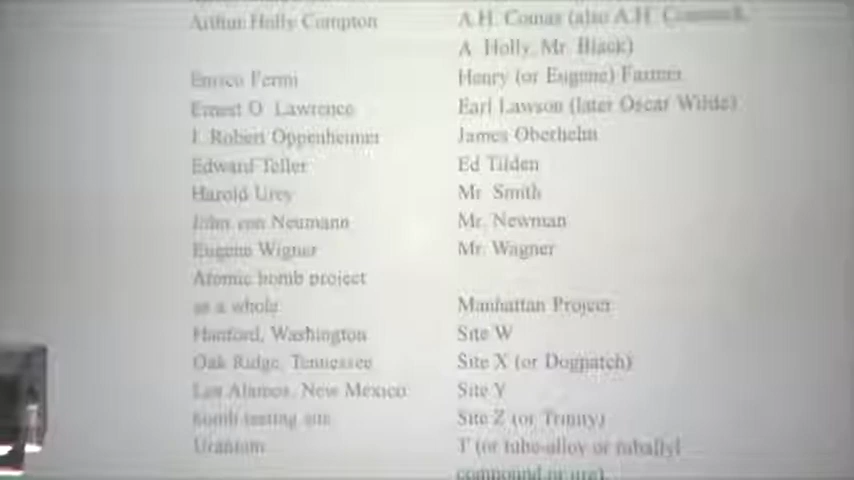 Arthur Holly Compton A.H. Comas (also A.H. Comstock,
A. Holly, Mr. Black)
Enrico Fermi Henry (or Eugene) Farmer
Ernest O. Lawrence Earl Lawson (later Oscar Wilde)
J. Robert Oppenheimer James Oberhelm
Edward Teller Ed Tilden
Harold Urey Mr. Smith
John von Neumann Mr. Newman
Eugene Wigner Mr. Wagner
Atomic bomb project
as a whole Manhattan Project
Hanford, Washington Site W
Oak Ridge, Tennessee Site X (or Dogpatch)
Los Alamos, New Mexico Site Y
Bomb testing site Site Z (or Trinity)
Uranium T (or tube-alloy or tuballyl
compound or ure)